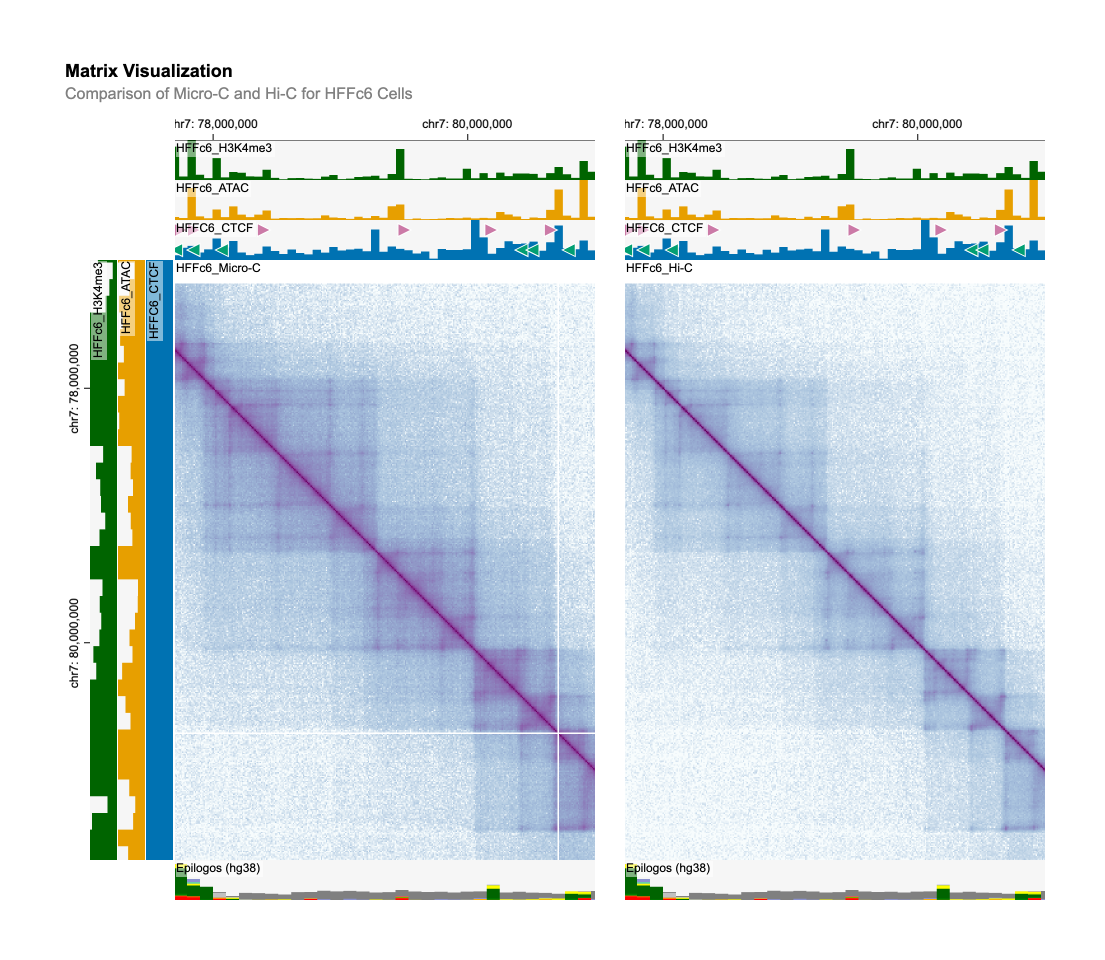 Matrix Visualization
Comparison of Micro-C and Hi-C for HFFc6 Cells
hr7: 78,000,000
chr7: 80,000,000
hr7: 78,000,000
chr7: 80,000,000
HFFc6_H3K4me3
HFFc6_H3K4me3
HFFc6_ATAC
HFFc6_ATAC
HFFC6_CTCF
HFFC6_CTCF
HFFc6_Micro-C
HFFc6_Hi-C
HFFc6_H3K4me3
HFFc6_ATAC
HFFC6_CTCF
chr7: 78,000,000
chr7: 80,000,000
Epilogos (hg38)
Epilogos (hg38)